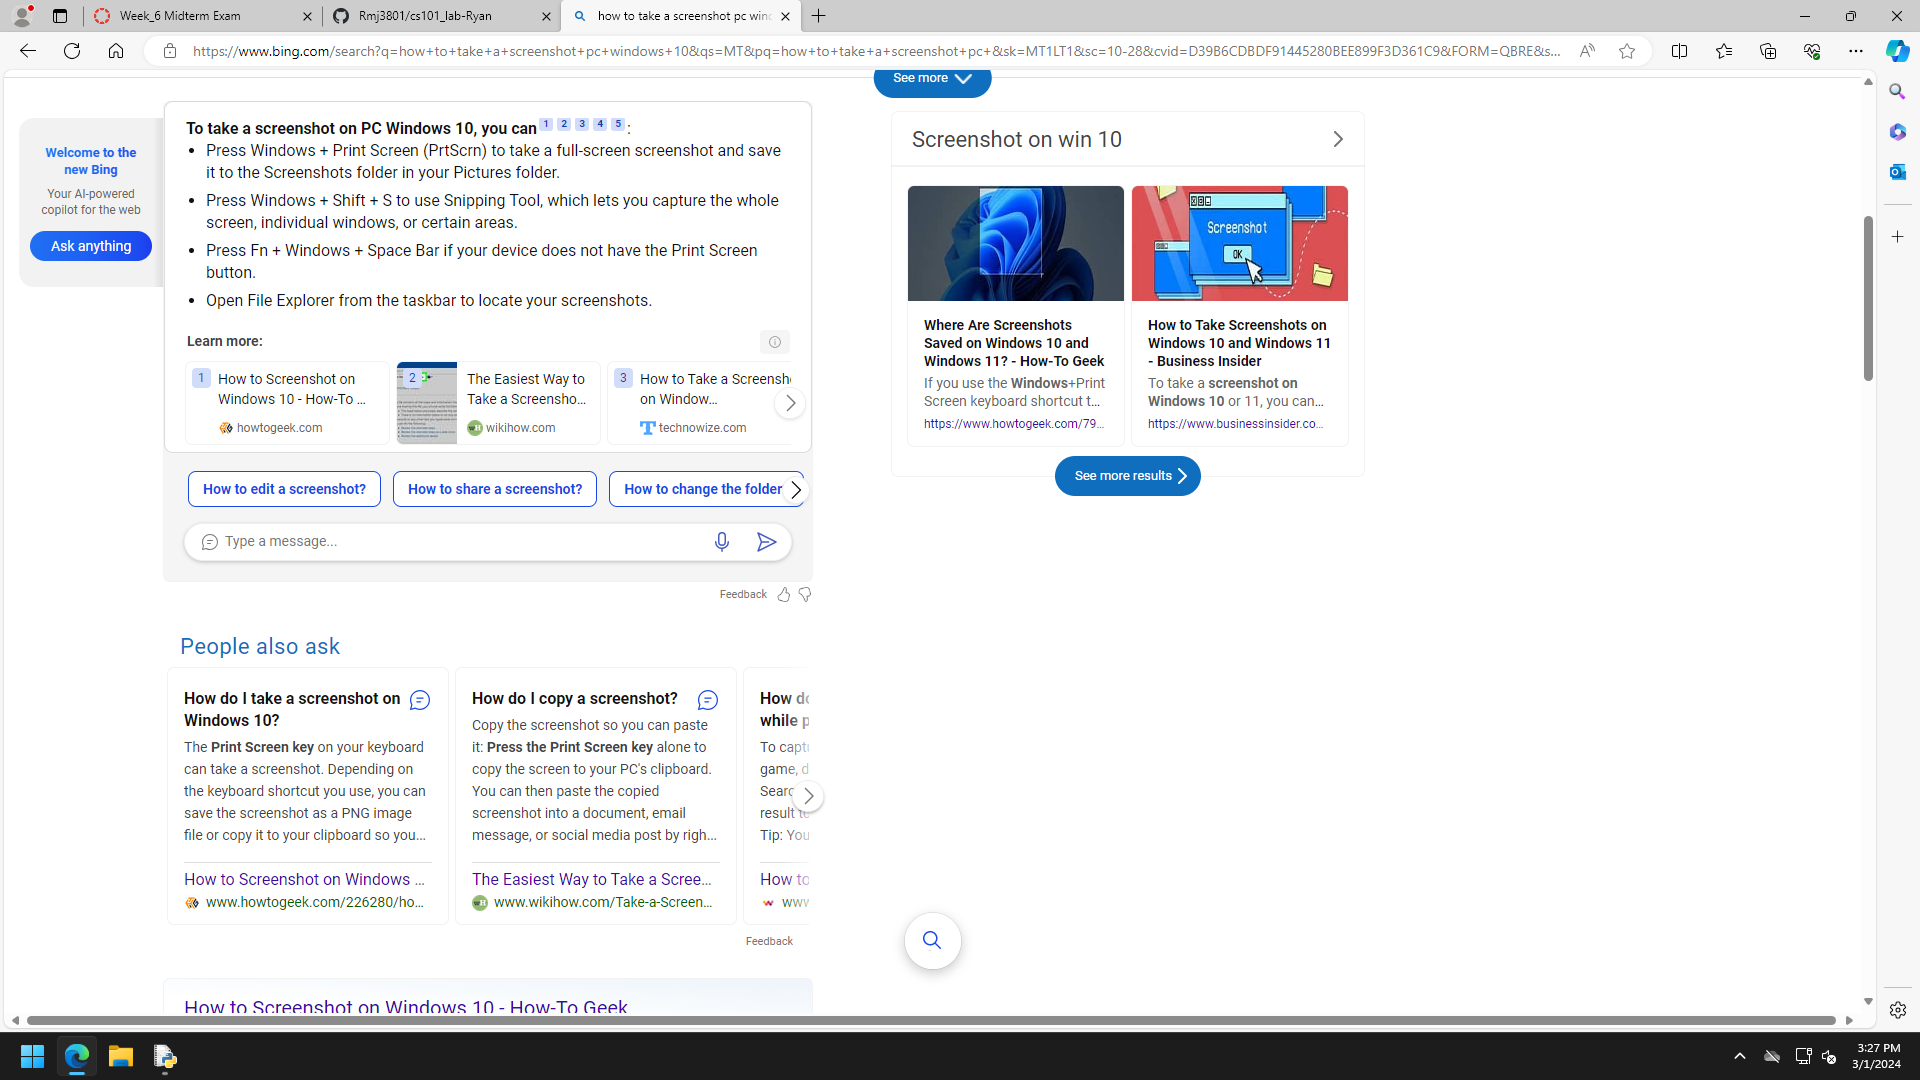 Week_6 Midterm Exam
Rmj3801/cs101_lab-Ryan
how to take a screenshot pc win
https://www.bing.com/search?q=how+to+take+a+screenshot+pc+windows+10&qs=MT&pq=how+to+take+a+screenshot+pc+&sk=MT1LT1&sc=10-28&cvid=D39B6CDBDF91445280BEE899F3D361C9&FORM=QBRE&s...
See more
Welcome to the
new Bing
Your AI-powered
copilot for the web
Ask anything
To take a screenshot on PC Windows 10, you can 1 2 3 4 5 :
• Press Windows + Print Screen (PrtScrn) to take a full-screen screenshot and save
it to the Screenshots folder in your Pictures folder.
• Press Windows + Shift + S to use Snipping Tool, which lets you capture the whole
screen, individual windows, or certain areas.
• Press Fn + Windows + Space Bar if your device does not have the Print Screen
button.
• Open File Explorer from the taskbar to locate your screenshots.
Learn more:
1 How to Screenshot on
Windows 10 - How-To ...
howtogeek.com
2 The Easiest Way to
Take a Screensho...
wikihow.com
3 How to Take a Screensh
on Window...
technowize.com
How to edit a screenshot?
How to share a screenshot?
How to change the folder
Type a message...
Feedback
Screenshot on win 10
Screenshot
OK
Where Are Screenshots
Saved on Windows 10 and
Windows 11? - How-To Geek
If you use the Windows+Print
Screen keyboard shortcut t...
https://www.howtogeek.com/79...
How to Take Screenshots on
Windows 10 and Windows 11
- Business Insider
To take a screenshot on
Windows 10 or 11, you can...
https://www.businessinsider.co...
See more results
People also ask
How do I take a screenshot on
Windows 10?
The Print Screen key on your keyboard
can take a screenshot. Depending on
the keyboard shortcut you use, you can
save the screenshot as a PNG image
file or copy it to your clipboard so you...
How to Screenshot on Windows ...
www.howtogeek.com/226280/ho...
How do I copy a screenshot?
Copy the screenshot so you can paste
it: Press the Print Screen key alone to
copy the screen to your PC's clipboard.
You can then paste the copied
screenshot into a document, email
message, or social media post by righ...
The Easiest Way to Take a Scree...
www.wikihow.com/Take-a-Screen...
How do
while p
To capt
game, d
Searc
result t
Tip: You
How to
www
Feedback
How to Screenshot on Windows 10 - How-To Geek
3:27 PM
3/1/2024